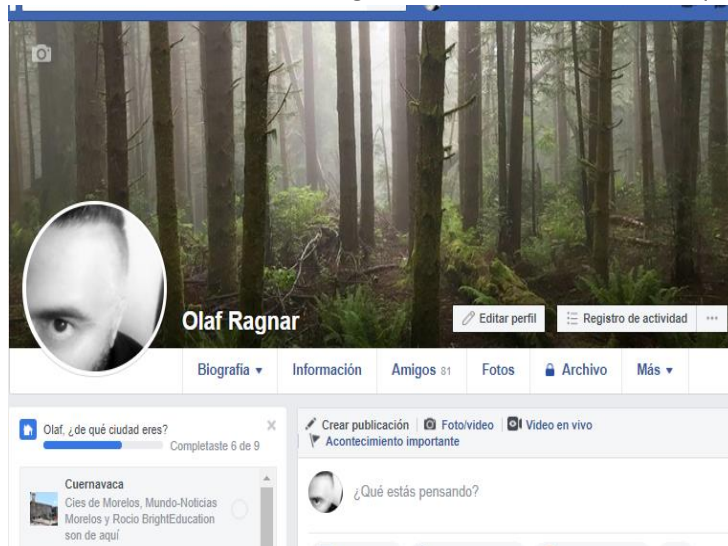 Olaf Ragnar
Editar perfil
Registro de actividad
Biografía
Información
Amigos 81
Fotos
Archivo
Más
Olaf, ¿de qué ciudad eres?
Completaste 6 de 9
Cuernavaca
Cies de Morelos, Mundo-Noticias
Morelos y Rocio BrightEducation
son de aquí
Crear publicación
Foto/video
Video en vivo
Acontecimiento importante
¿Qué estás pensando?